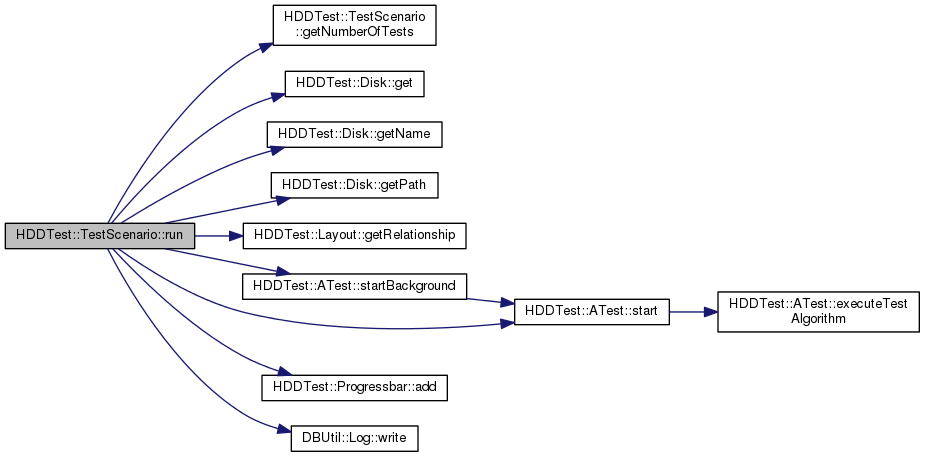 HDDTest::TestScenario
::getNumberOfTests
HDDTest::Disk::get
HDDTest::Disk::getName
HDDTest::Disk::getPath
HDDTest::TestScenario::run
HDDTest::Layout::getRelationship
HDDTest::ATest::startBackground
HDDTest::ATest::start
HDDTest::ATest::executeTest
Algorithm
HDDTest::Progressbar::add
DBUtil::Log::write